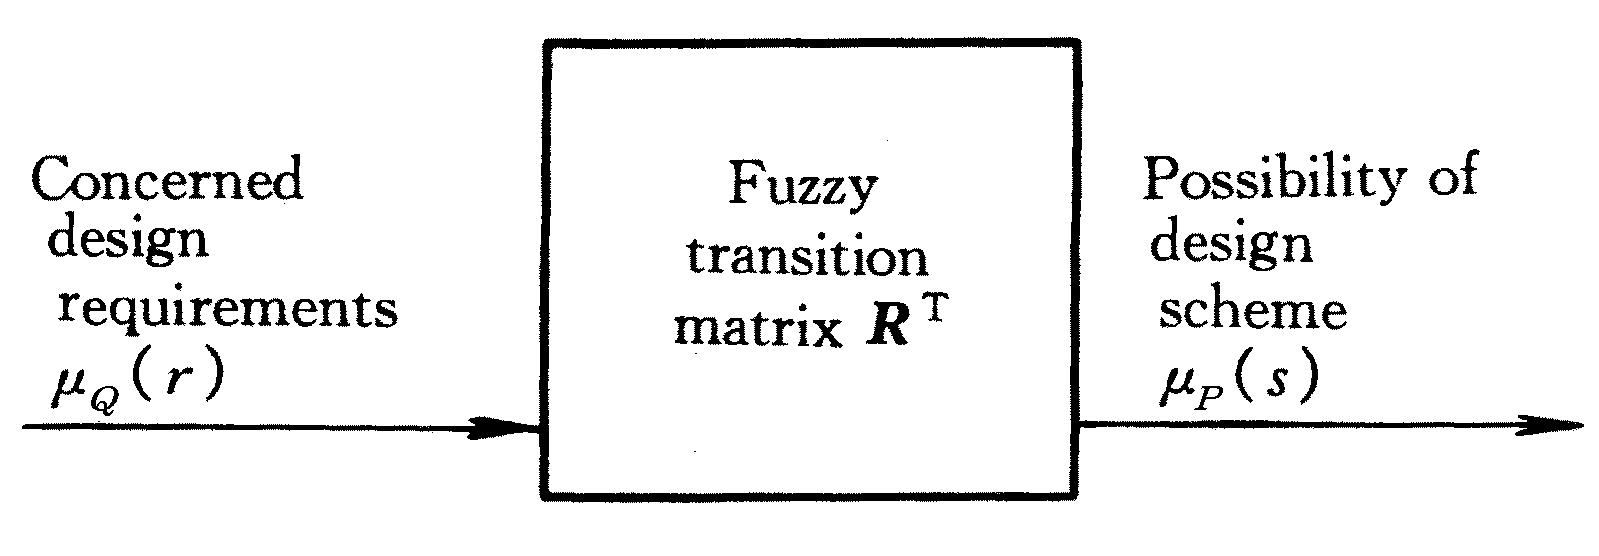 Concerned
design
requirements
μ_Q(r)
Fuzzy
transition
matrix R^T
Possibility of
design
scheme
μ_P(s)